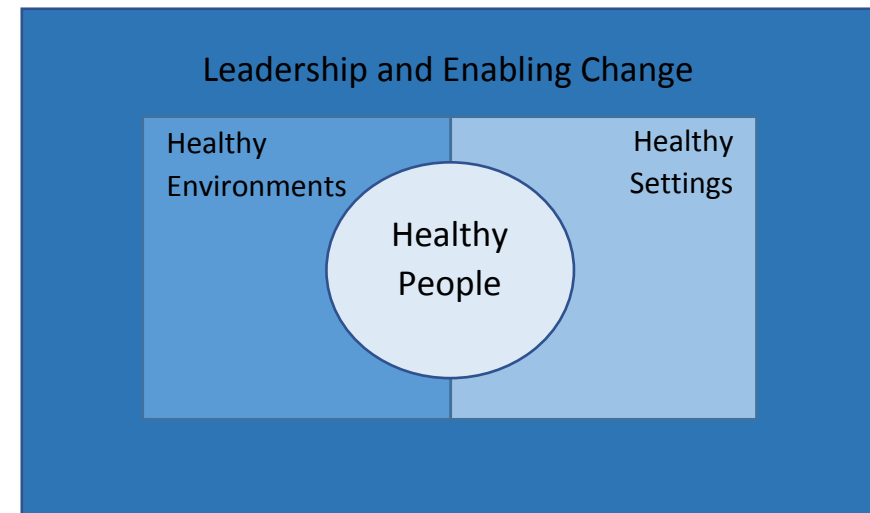 Leadership and Enabling Change
Healthy
Environments
Healthy
Settings
Healthy
People